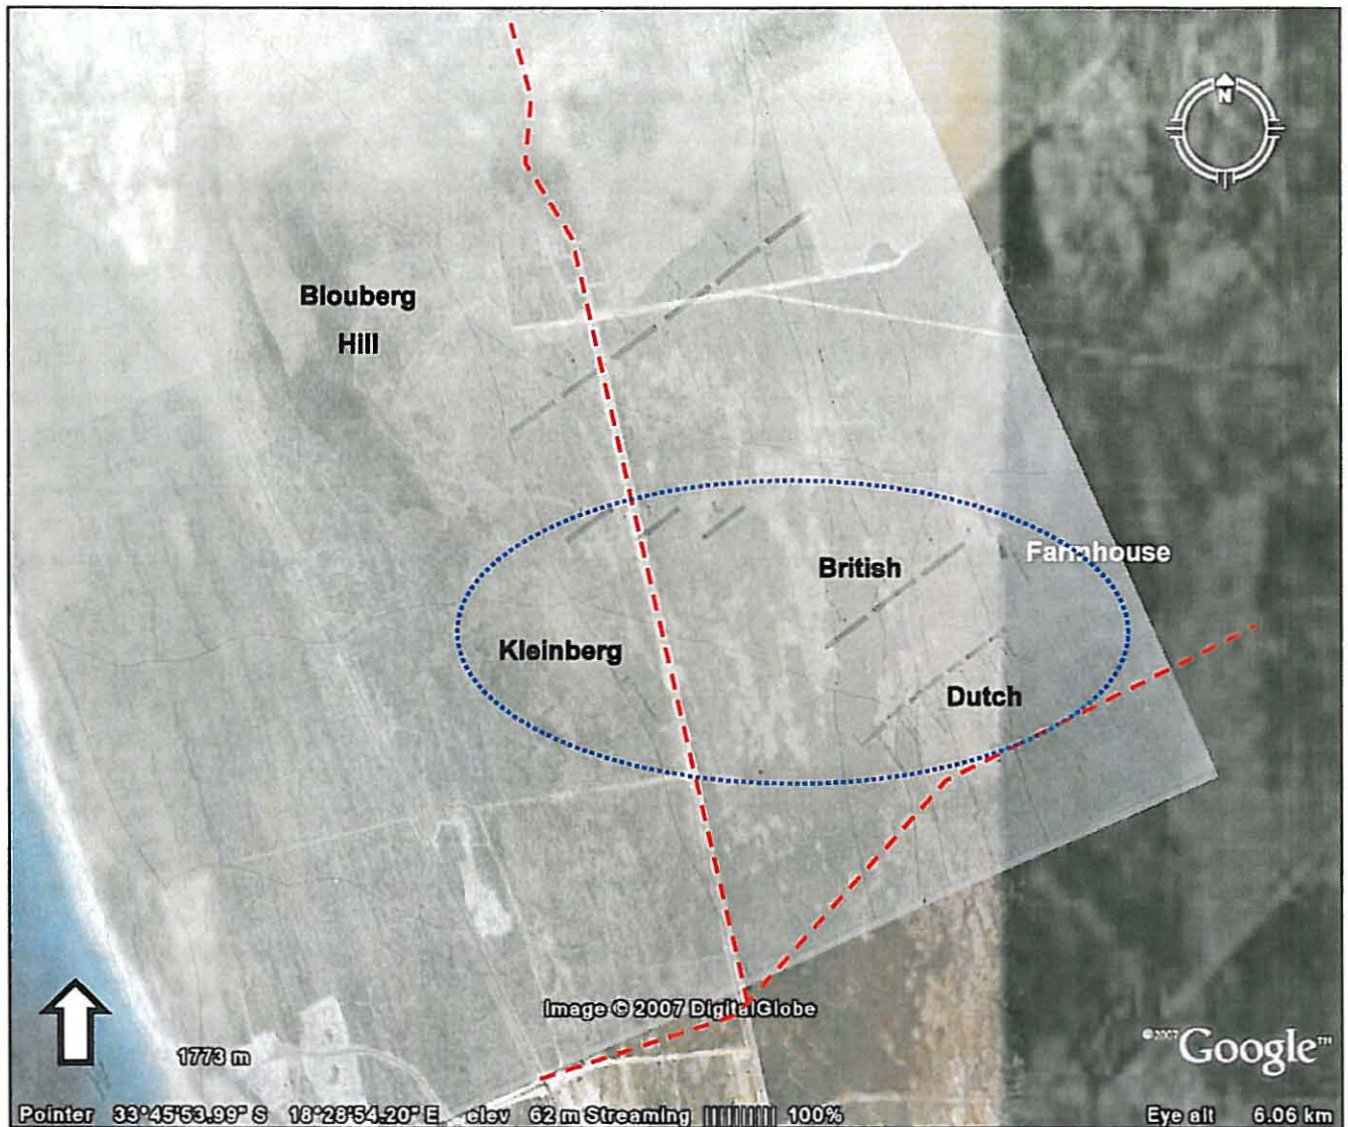 N
Blouberg
Hill
British
Farmhouse
Kleinberg
Dutch
Image © 2007 DigitalGlobe
©2007 Google™
1773 m
Pointer 33°45'53.99" S 18°28'54.20" E elev 62 m Streaming |||||||||| 100% Eye alt 6.06 km